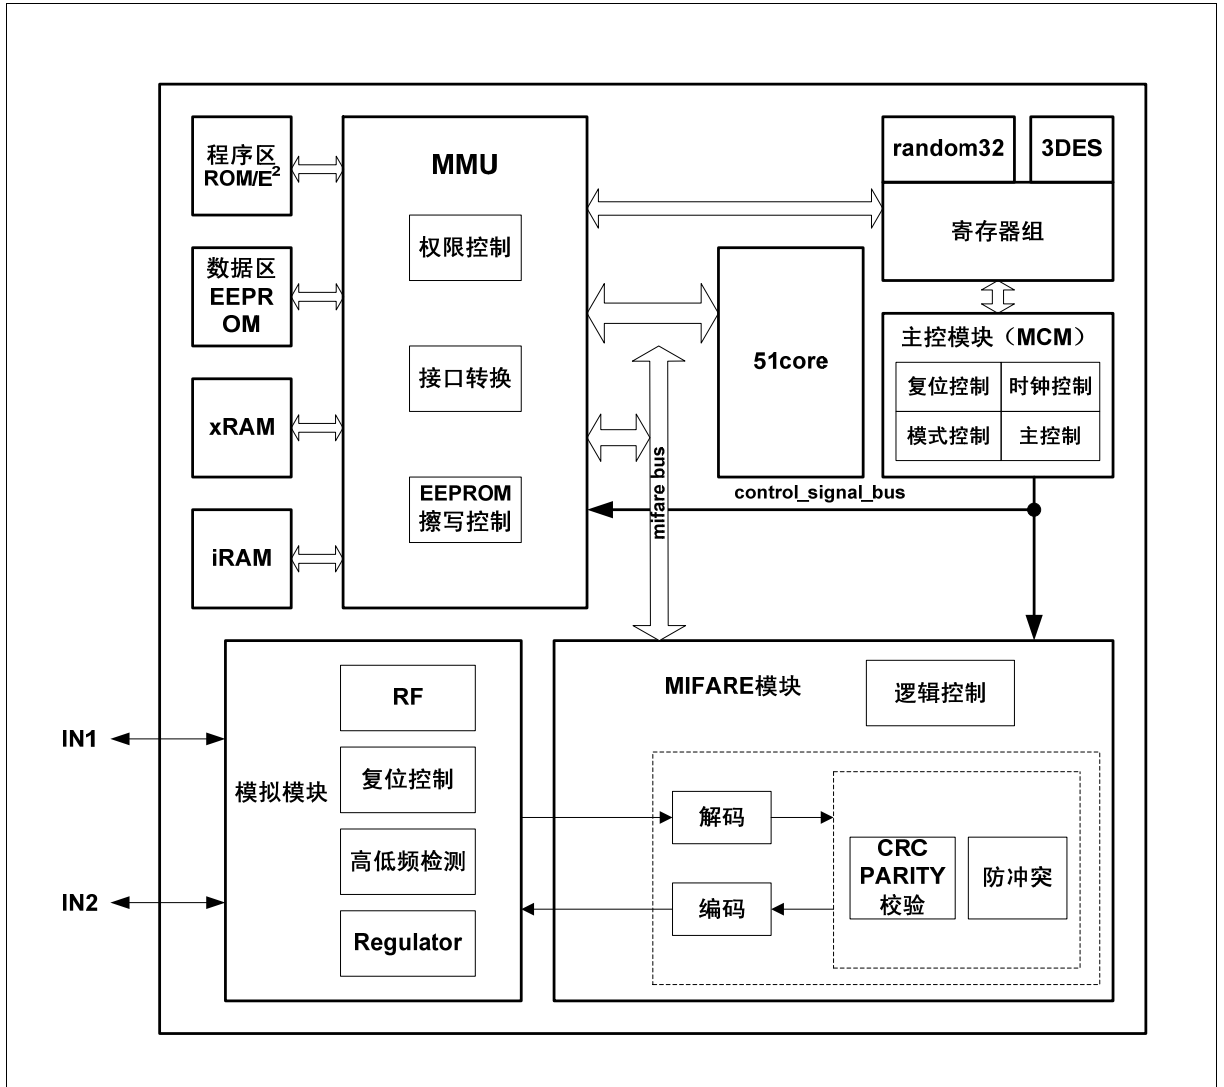 程序区
ROM/E²
MMU
random32
3DES
权限控制
寄存器组
数据区
EEPR
OM
51core
主控模块（MCM）
复位控制
时钟控制
模式控制
主控制
接口转换
xRAM
mifare bus
control_signal_bus
EEPROM
擦写控制
iRAM
RF
MIFARE模块
逻辑控制
IN1
复位控制
模拟模块
解码
高低频检测
CRC
PARITY
校验
防冲突
IN2
编码
Regulator